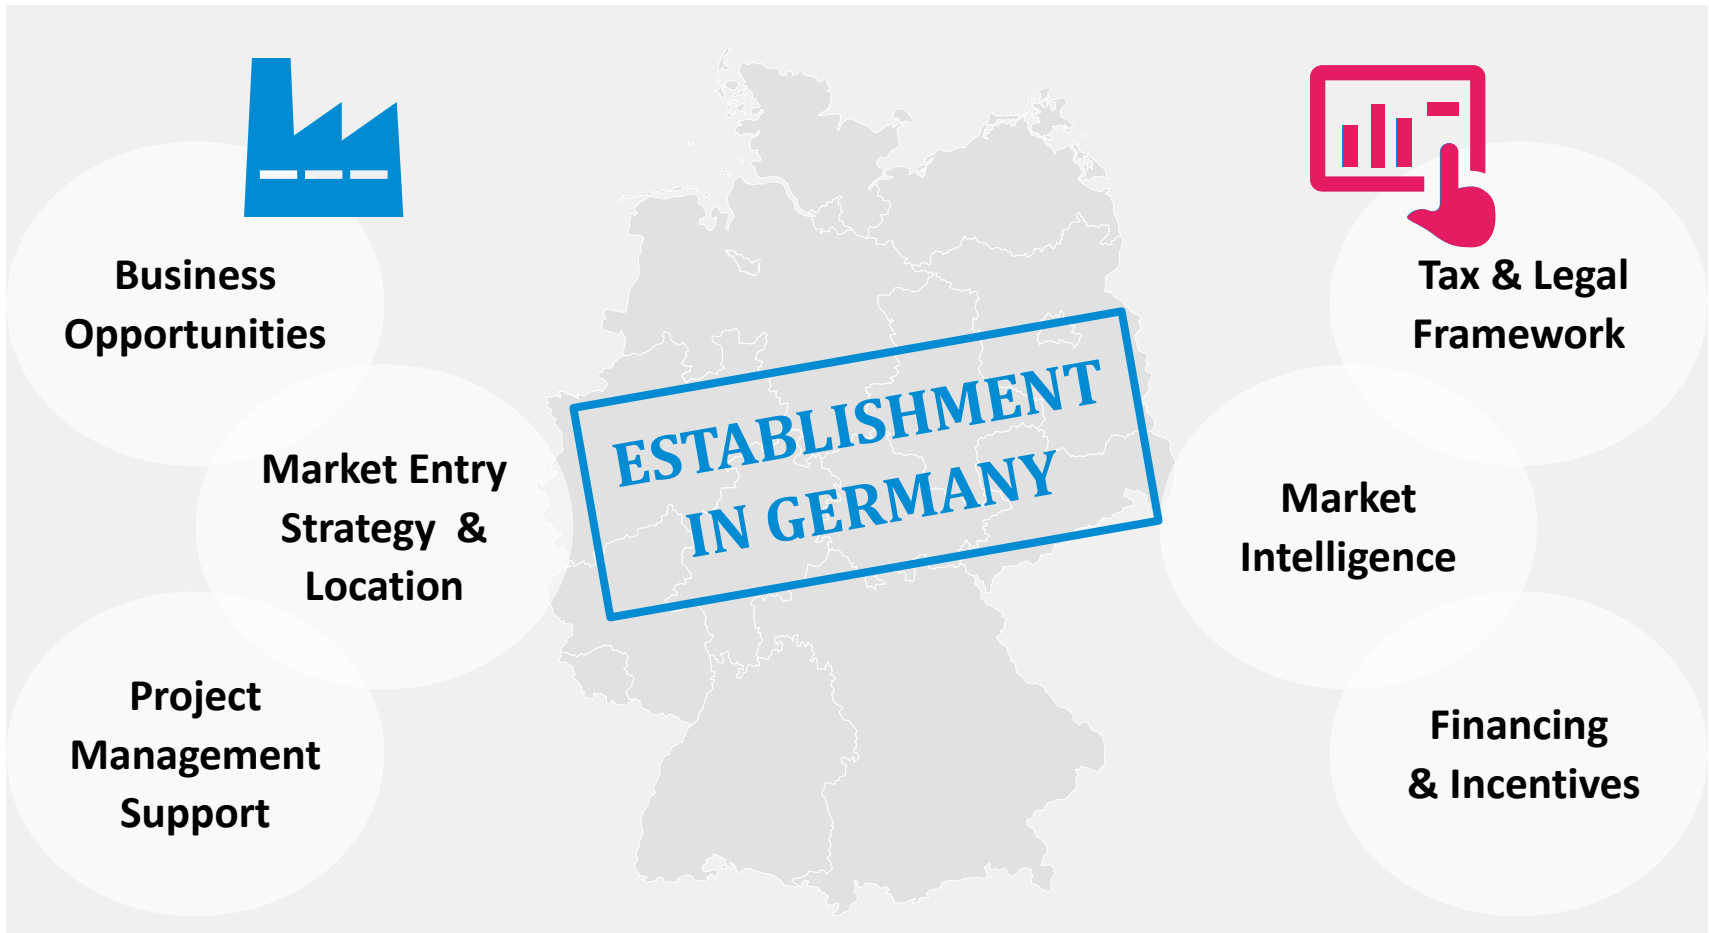 Business
Opportunities
Market Entry
Strategy & 
Location
Project
Management
Support
ESTABLISHMENT
IN GERMANY
Tax & Legal
Framework
Market
Intelligence
Financing
& Incentives